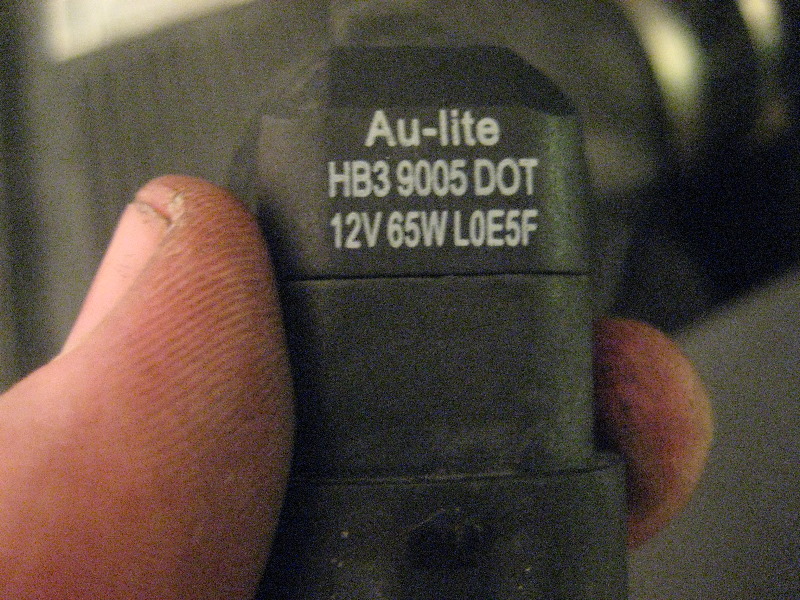 Au-lite
HB3 9005 DOT
12V 65W L0E5F